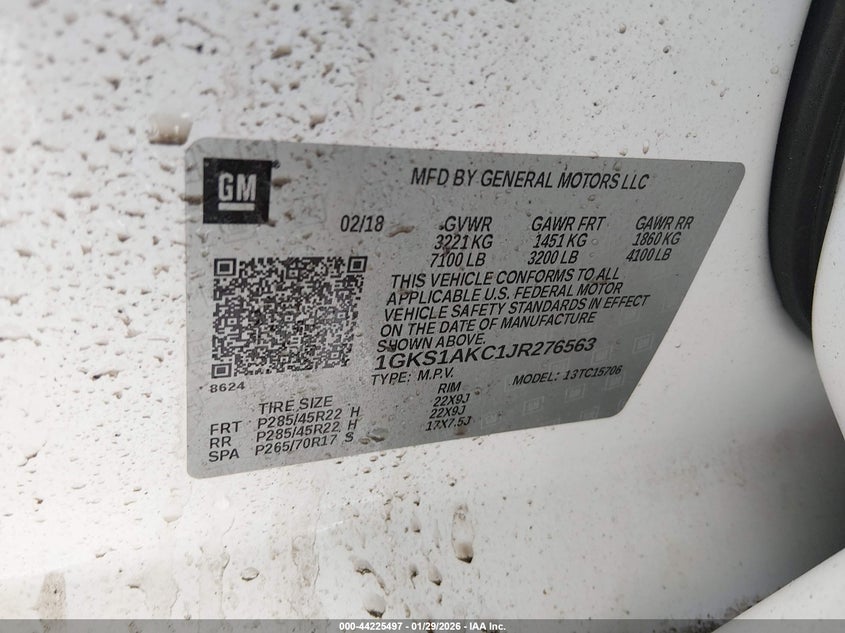 GM
MFD BY GENERAL MOTORS LLC
02/18 GVWR GAWR FRT GAWR RR
3221 KG 1451 KG 1860 KG
7100 LB 3200 LB 4100 LB
THIS VEHICLE CONFORMS TO ALL
APPLICABLE U.S. FEDERAL MOTOR
VEHICLE SAFETY STANDARDS IN EFFECT
ON THE DATE OF MANUFACTURE
SHOWN ABOVE.
1GKS1AKC1JR276563
TYPE: M.P.V. MODEL: 13TC15706
8624
TIRE SIZE RIM
FRT P285/45R22 H 22X9J
RR P285/45R22 H 22X9J
SPA P265/70R17 S 17X7.5J
000-44225497 - 01/29/2026 - IAA Inc.